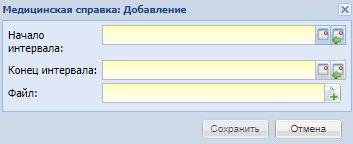 Медицинская справка: Добавление
Начало
интервала:
Конец интервала:
Файл:
Сохранить
Отмена